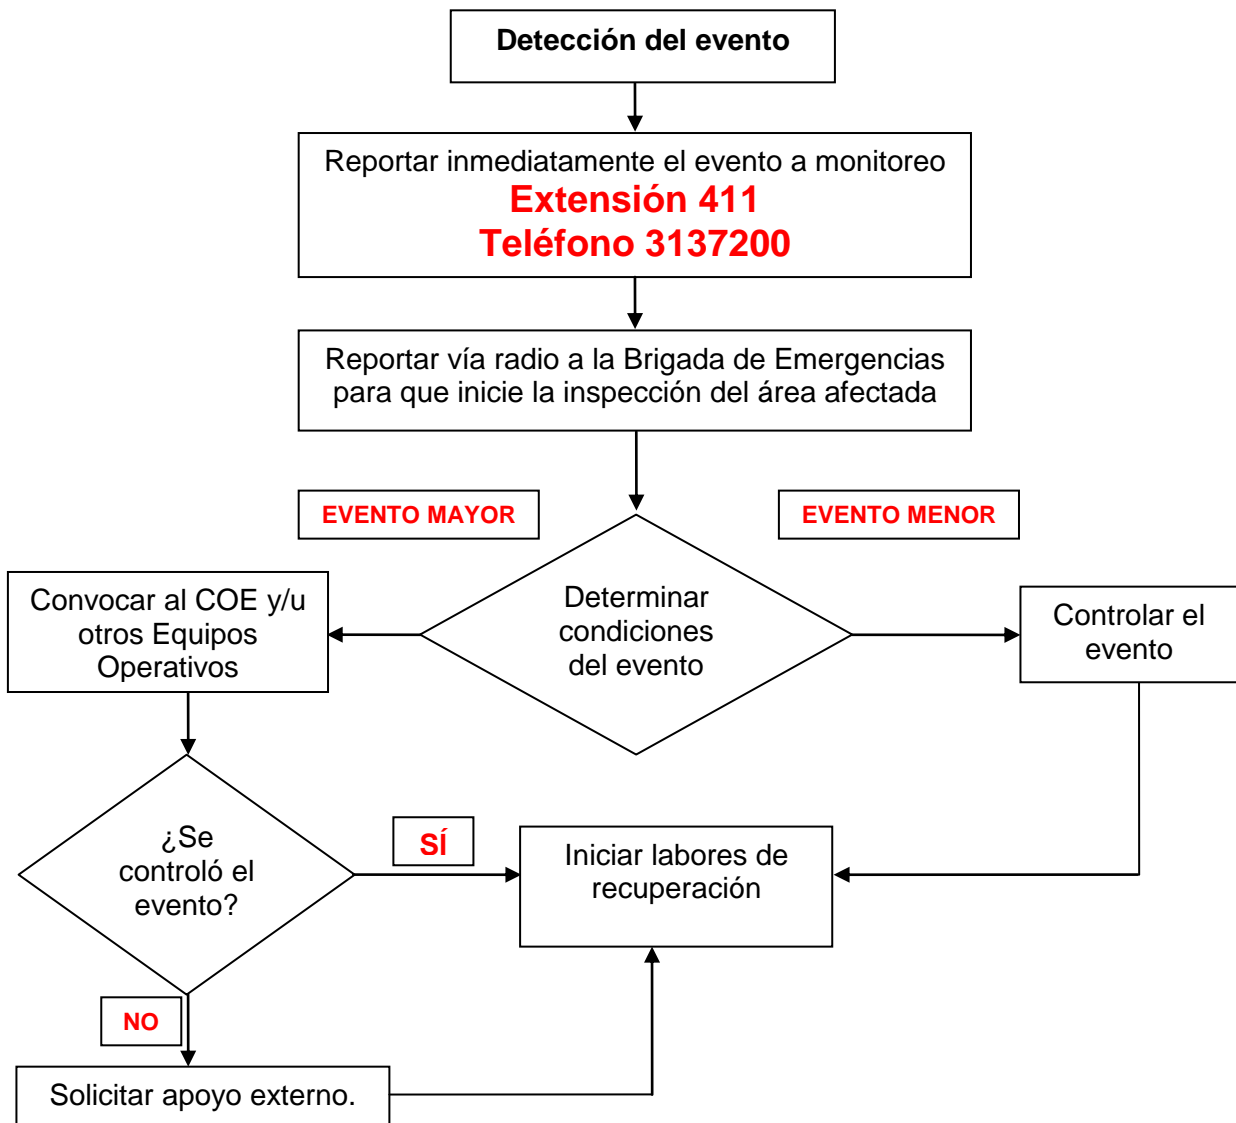 Detección del evento
Reportar inmediatamente el evento a monitoreo
Extensión 411
Teléfono 3137200
Reportar vía radio a la Brigada de Emergencias
para que inicie la inspección del área afectada
EVENTO MAYOR
EVENTO MENOR
Determinar
condiciones
del evento
Convocar al COE y/u
otros Equipos
Operativos
Controlar el
evento
¿Se
controló el
evento?
SÍ
Iniciar labores de
recuperación
NO
Solicitar apoyo externo.